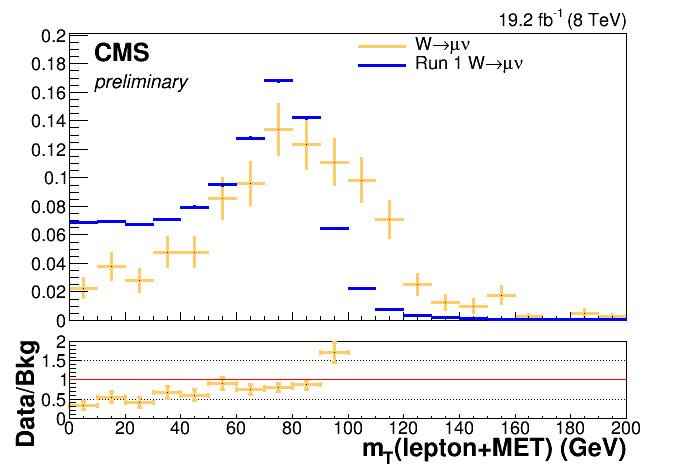 19.2 fb⁻¹ (8 TeV)
CMS
preliminary
W→μν
Run 1 W→μν
0.2
0.18
0.16
0.14
0.12
0.1
0.08
0.06
0.04
0.02
0
Data/Bkg
2
1.5
1
0.5
0
0 20 40 60 80 100 120 140 160 180 200
m_T(lepton+MET) (GeV)